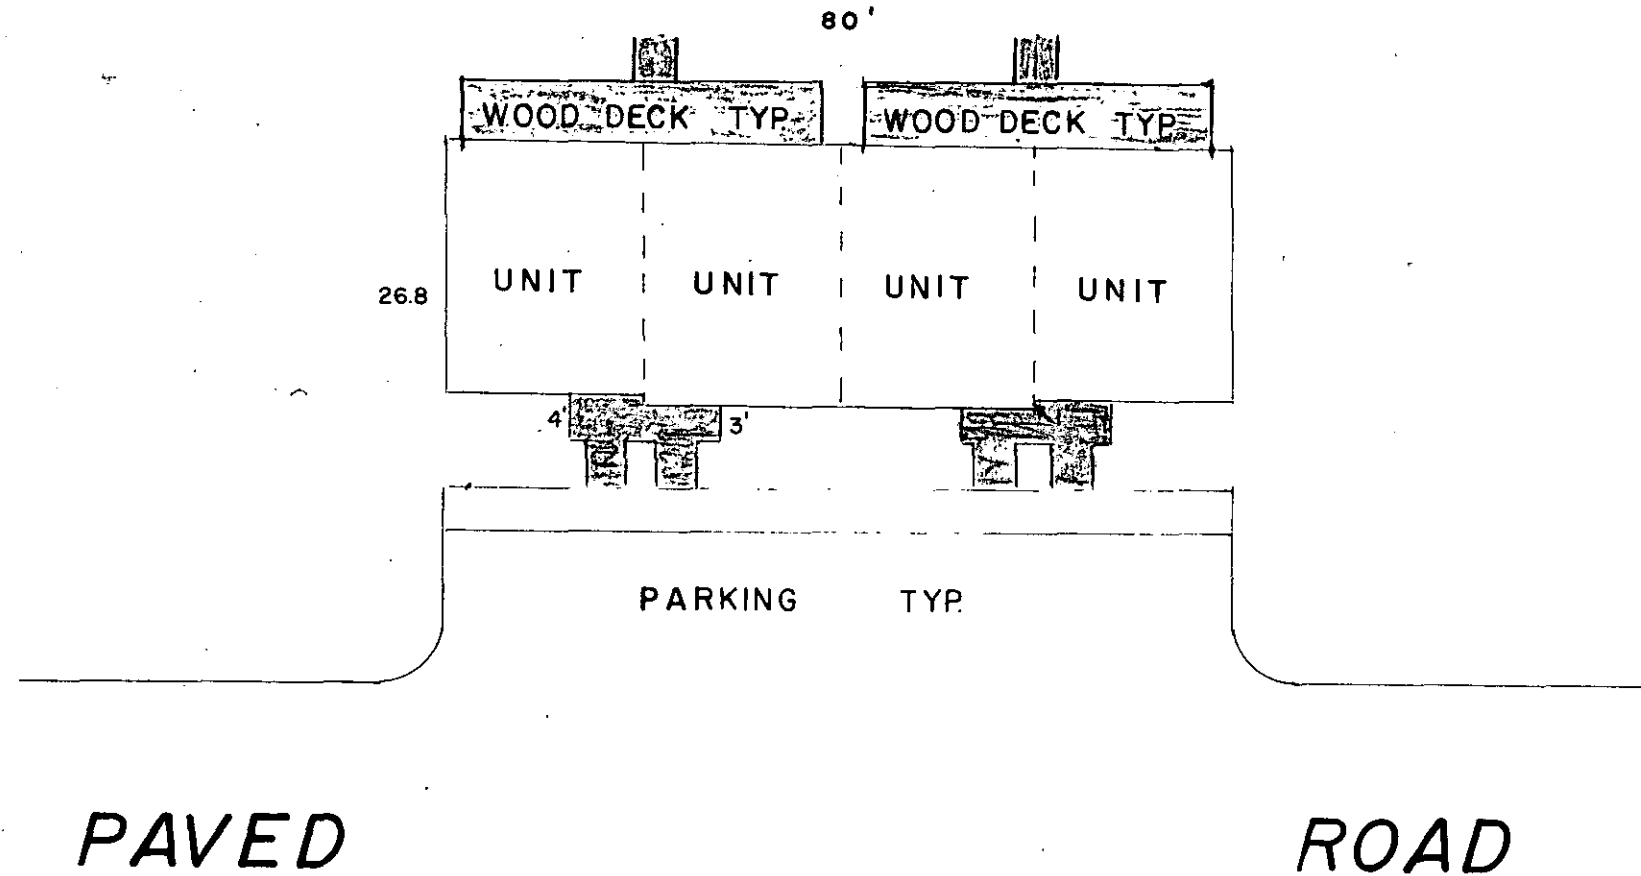 80'
WOOD DECK TYP. WOOD DECK TYP.
UNIT UNIT UNIT UNIT
26.8
4' 3'
PARKING TYP.
PAVED ROAD